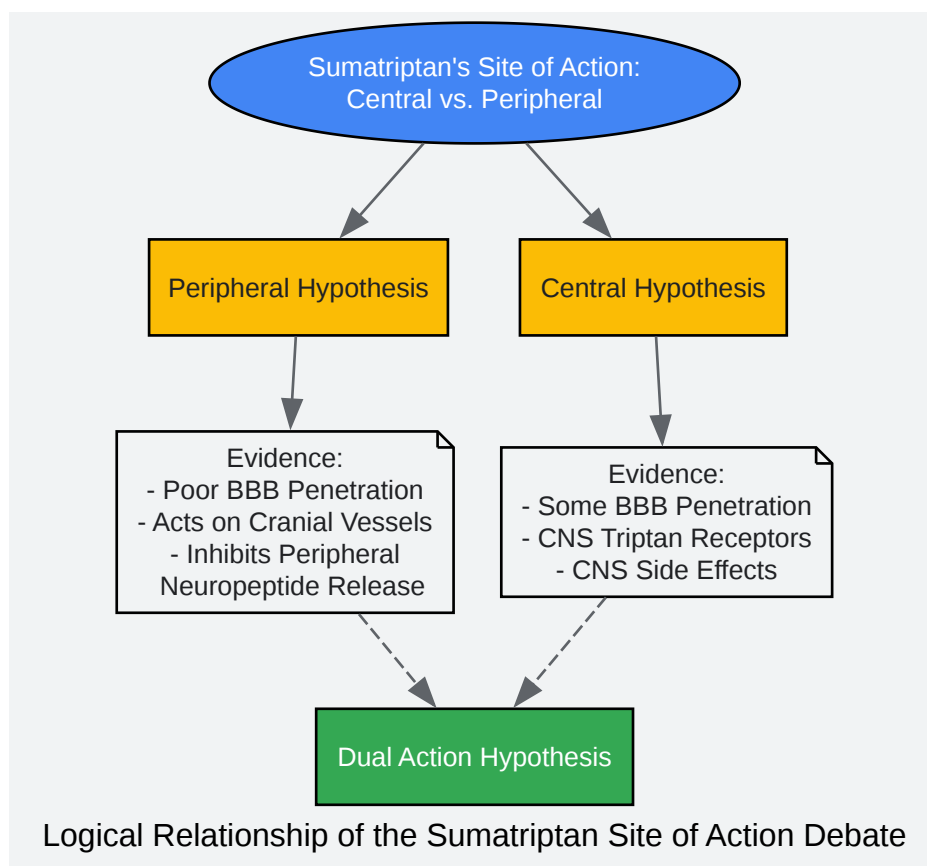 Sumatriptan's Site of Action:
Central vs. Peripheral
Peripheral Hypothesis
Central Hypothesis
Evidence:
- Poor BBB Penetration
- Acts on Cranial Vessels
- Inhibits Peripheral
Neuropeptide Release
Evidence:
- Some BBB Penetration
- CNS Triptan Receptors
- CNS Side Effects
Dual Action Hypothesis
Logical Relationship of the Sumatriptan Site of Action Debate